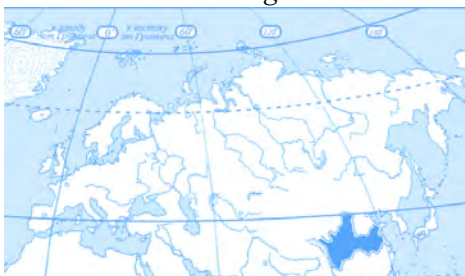 к западу
от Гринвича
к востоку
от Гринвича
60°
0
60°
120°
180°